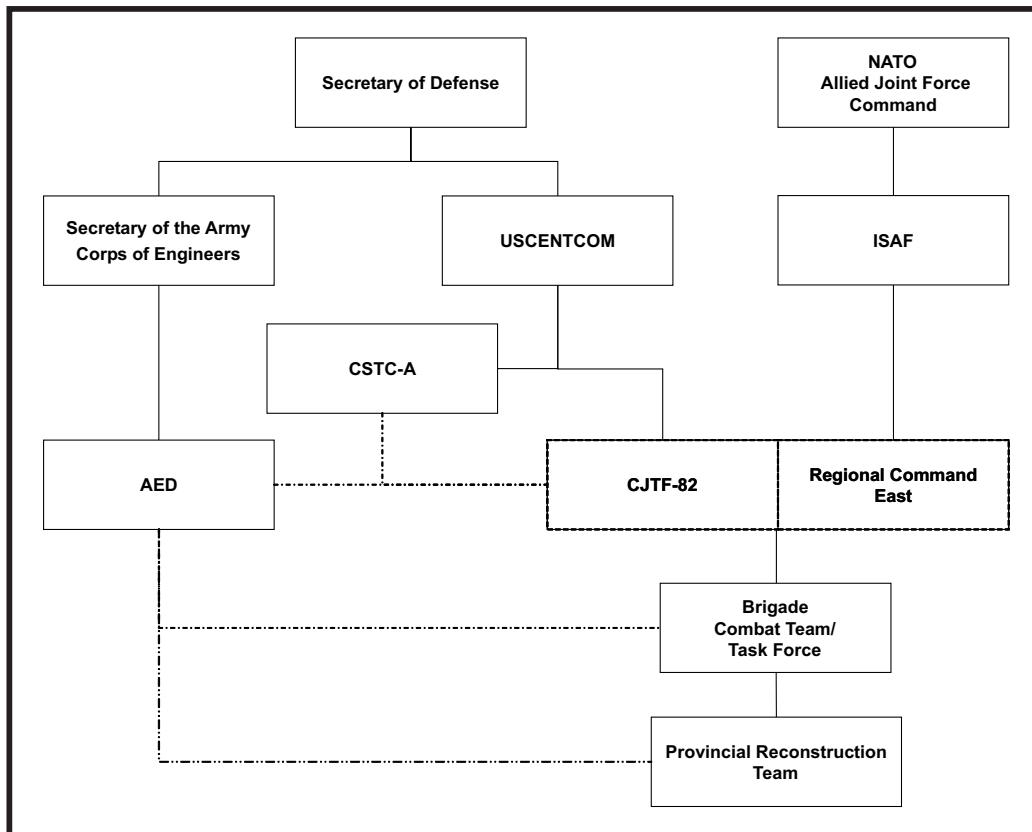 Secretary of Defense
NATO
Allied Joint Force
Command
Secretary of the Army
Corps of Engineers
USCENTCOM
ISAF
CSTC-A
AED
CJTF-82
Regional Command
East
Brigade
Combat Team/
Task Force
Provincial Reconstruction
Team